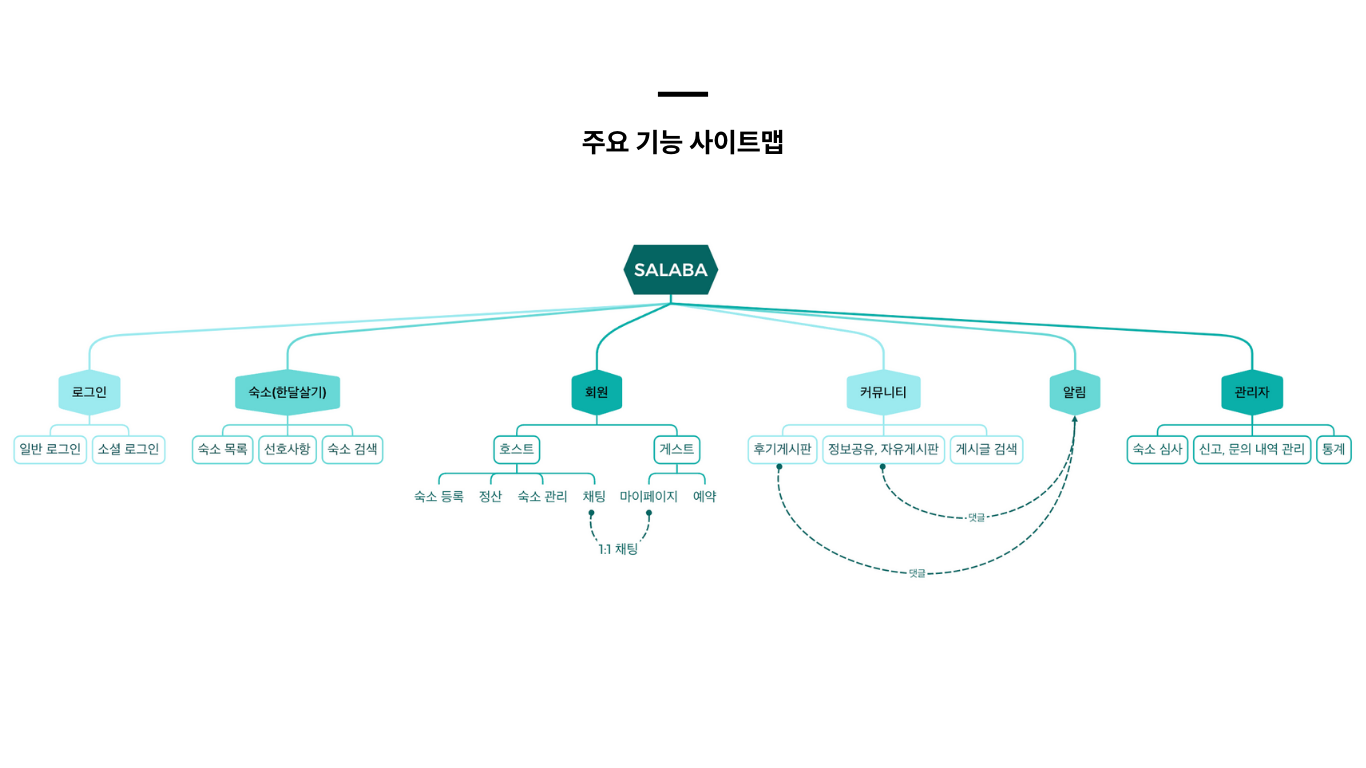 주요 기능 사이트맵
SALABA
로그인
숙소(한달살기)
회원
커뮤니티
알림
관리자
일반 로그인
소셜 로그인
숙소 목록
선호사항
숙소 검색
호스트
게스트
후기게시판
정보공유, 자유게시판
게시글 검색
숙소 심사
신고, 문의 내역 관리
통계
숙소 등록
정산
숙소 관리
채팅
마이페이지
예약
댓글
1:1 채팅
댓글